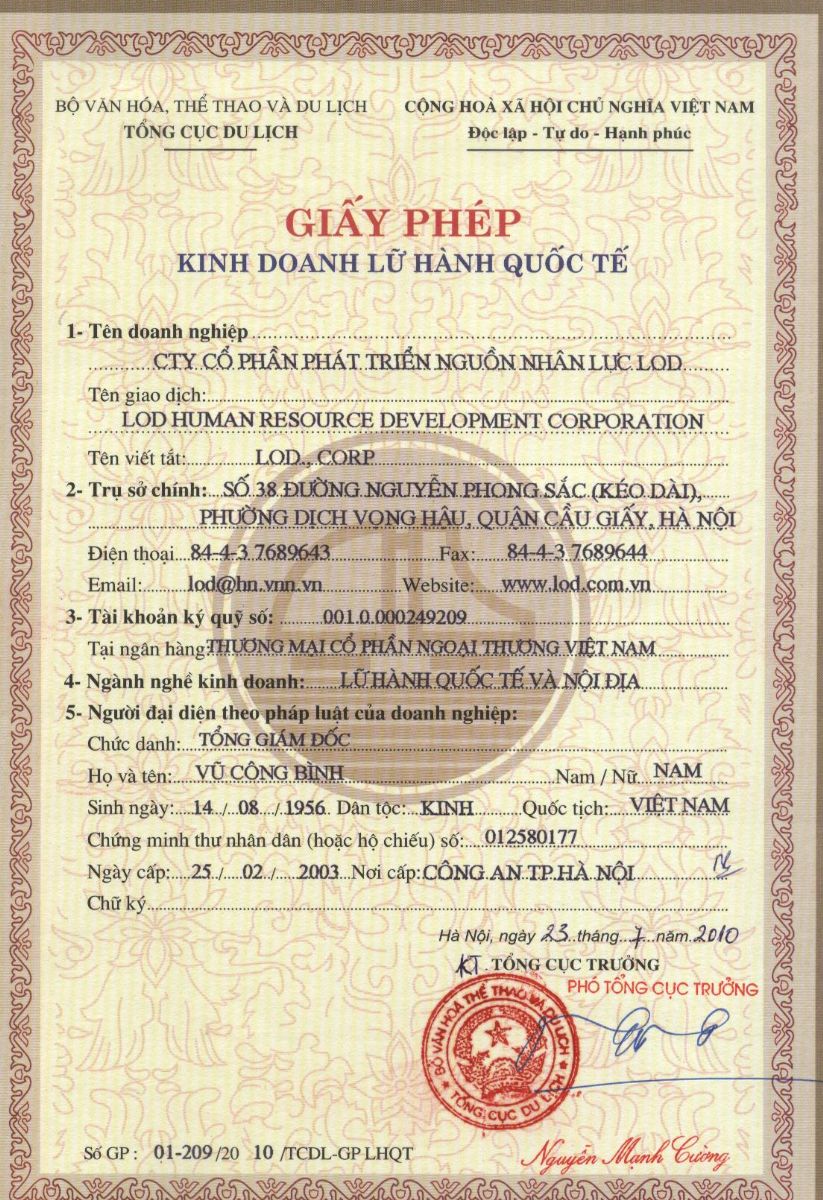 BỘ VĂN HÓA, THỂ THAO VÀ DU LỊCH
TỔNG CỤC DU LỊCH
CỘNG HOÀ XÃ HỘI CHỦ NGHĨA VIỆT NAM
Độc lập - Tự do - Hạnh phúc
GIẤY PHÉP
KINH DOANH LỮ HÀNH QUỐC TẾ
1- Tên doanh nghiệp
CTY CỔ PHẦN PHÁT TRIỂN NGUỒN NHÂN LỰC LOD
Tên giao dịch:
LOD HUMAN RESOURCE DEVELOPMENT CORPORATION
Tên viết tắt: LOD., CORP
2- Trụ sở chính: SỐ 38 ĐƯỜNG NGUYỄN PHONG SẮC (KÉO DÀI),
PHƯỜNG DỊCH VỌNG HẬU, QUẬN CẦU GIẤY, HÀ NỘI
Điện thoại 84-4-3 7689643 Fax: 84-4-3 7689644
Email: lod@hn.vnn.vn Website: www.lod.com.vn
3- Tài khoản ký quỹ số: 001.0.000249209
Tại ngân hàng: THƯƠNG MẠI CỔ PHẦN NGOẠI THƯƠNG VIỆT NAM
4- Ngành nghề kinh doanh: LỮ HÀNH QUỐC TẾ VÀ NỘI ĐỊA
5- Người đại diện theo pháp luật của doanh nghiệp:
Chức danh: TỔNG GIÁM ĐỐC
Họ và tên: VŨ CÔNG BÌNH Nam / Nữ NAM
Sinh ngày: 14 / 08 / 1956 Dân tộc: KINH Quốc tịch: VIỆT NAM
Chứng minh thư nhân dân (hoặc hộ chiếu) số: 012580177
Ngày cấp: 25 / 02 / 2003 Nơi cấp: CÔNG AN TP.HÀ NỘI
Chữ ký
Hà Nội, ngày 23 tháng 7 năm 2010
KT. TỔNG CỤC TRƯỞNG
PHÓ TỔNG CỤC TRƯỞNG
BỘ VĂN HOÁ THỂ THAO VÀ DU LỊCH
TỔNG CỤC DU LỊCH
Số GP : 01-209 /20 10 /TCDL-GP LHQT
Nguyễn Mạnh Cường